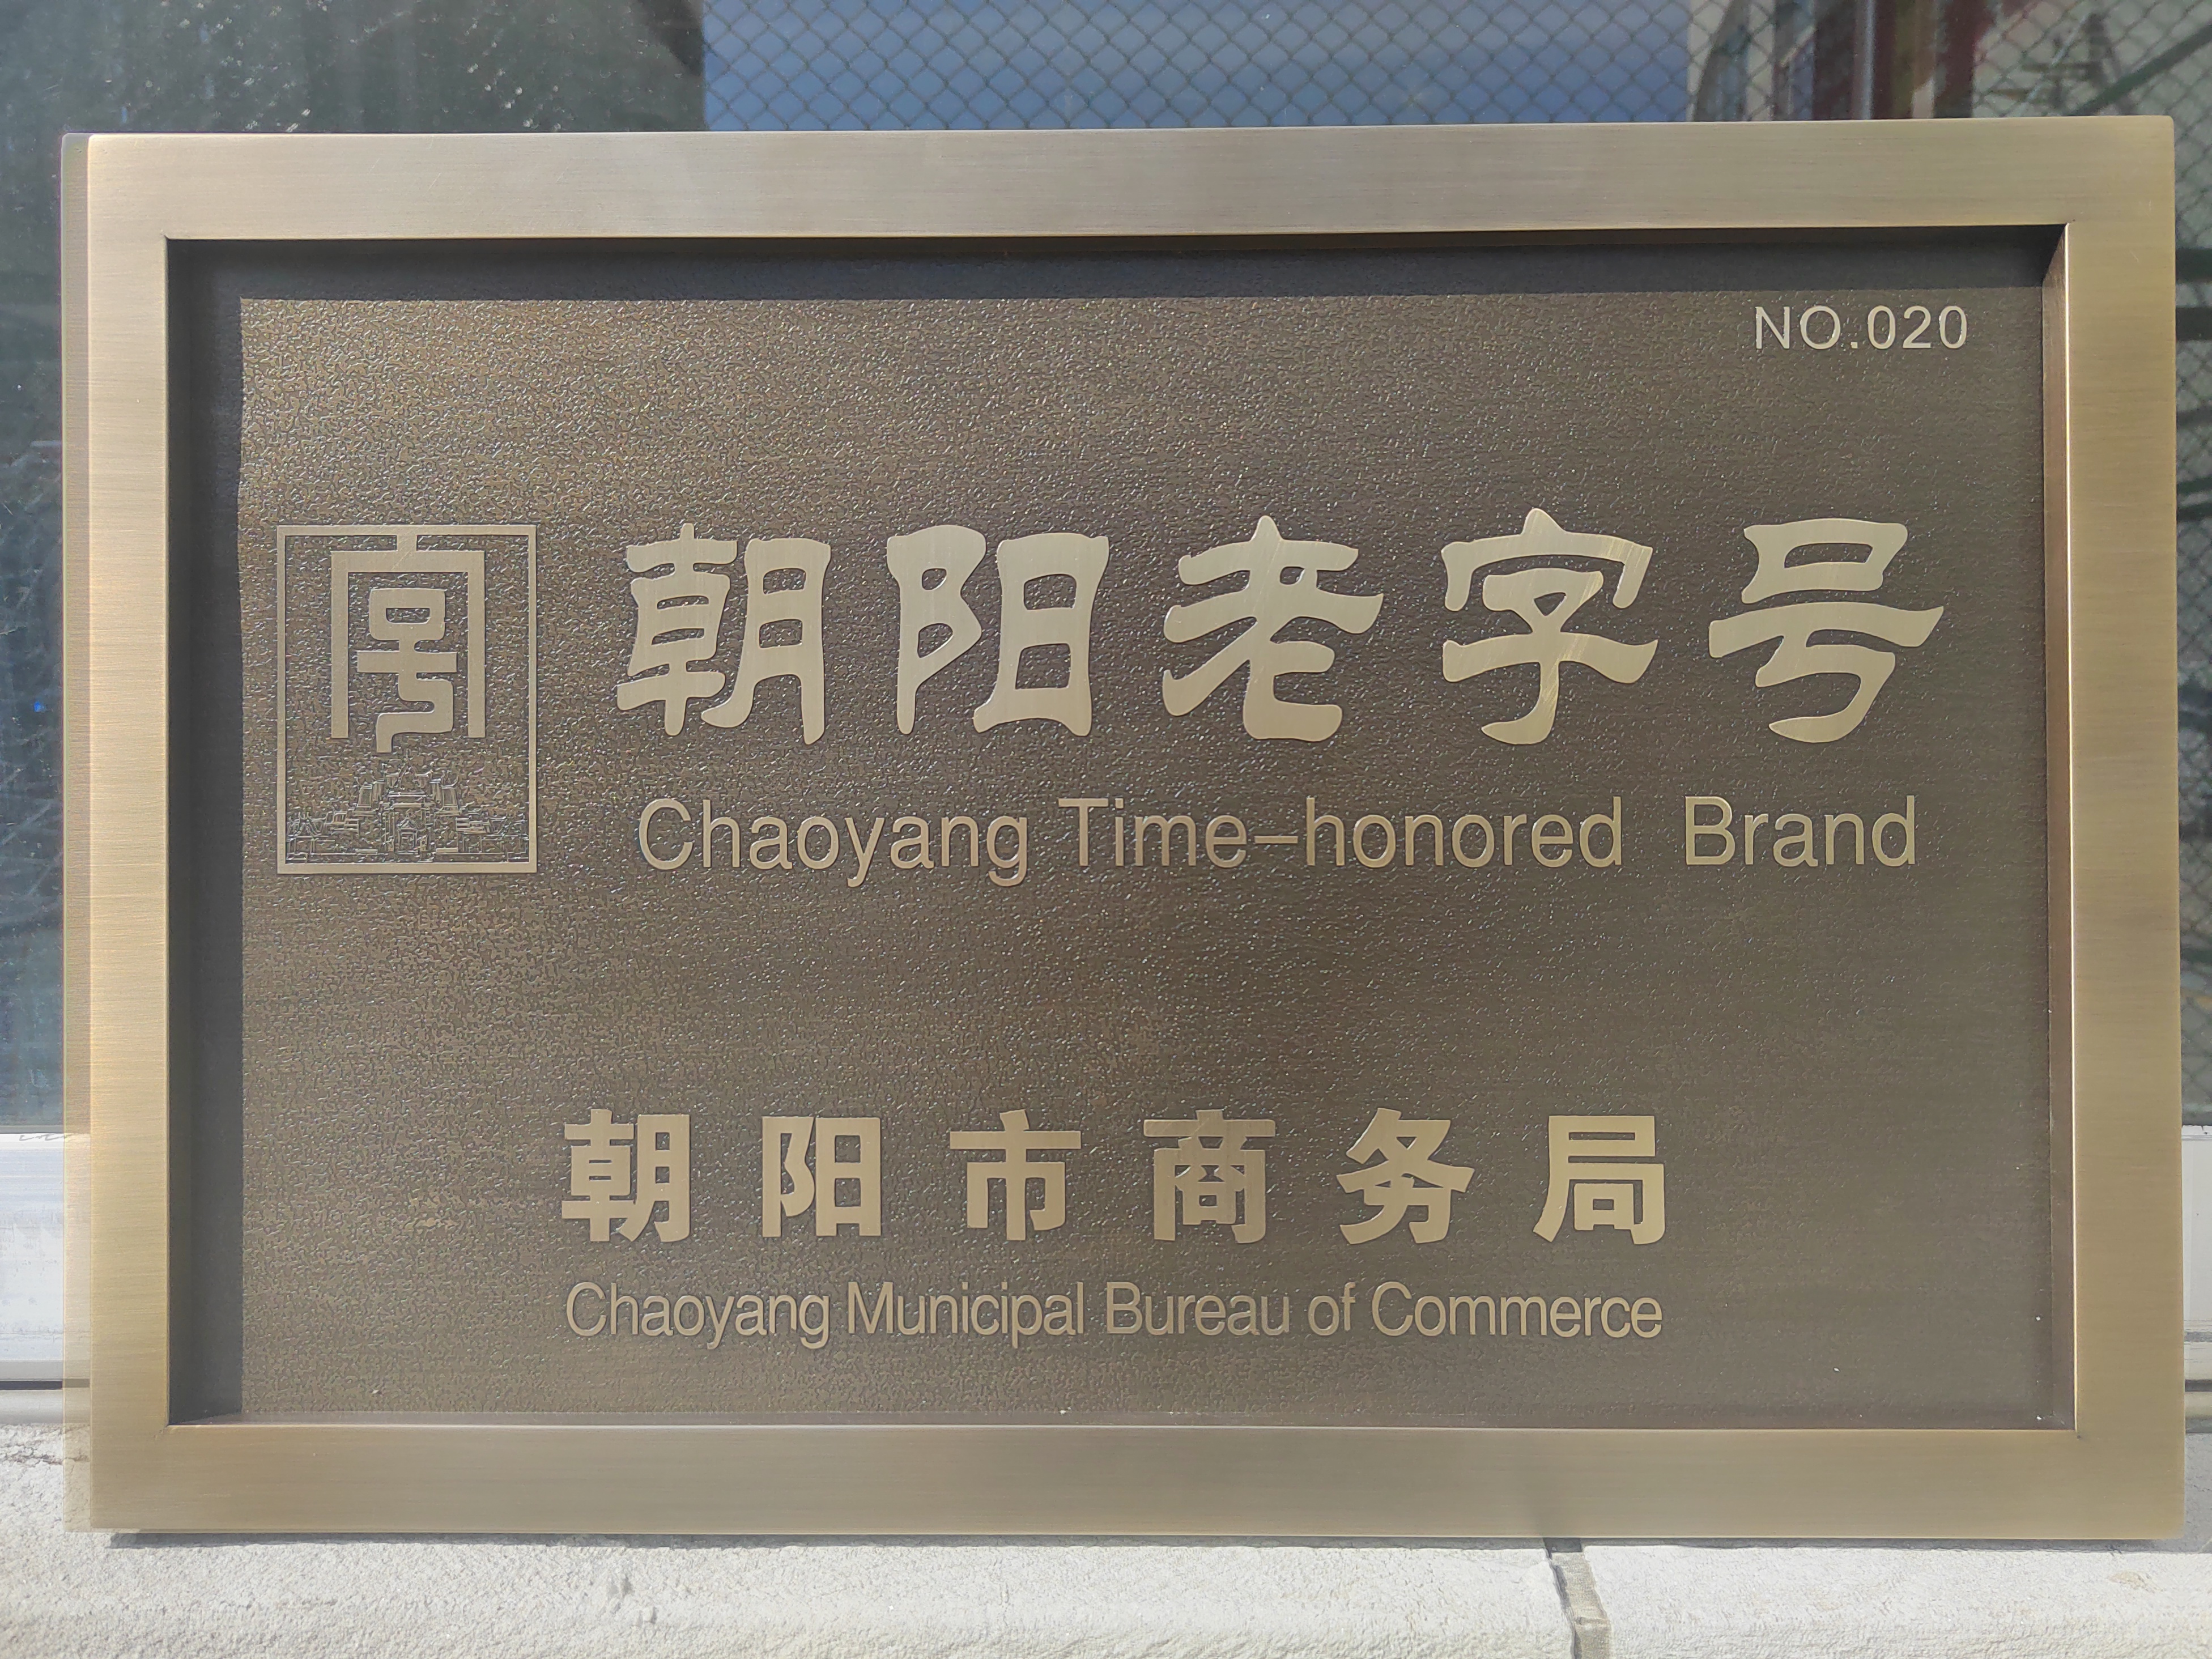 NO.020
朝阳老字号
Chaoyang Time-honored Brand
朝阳市商务局
Chaoyang Municipal Bureau of Commerce